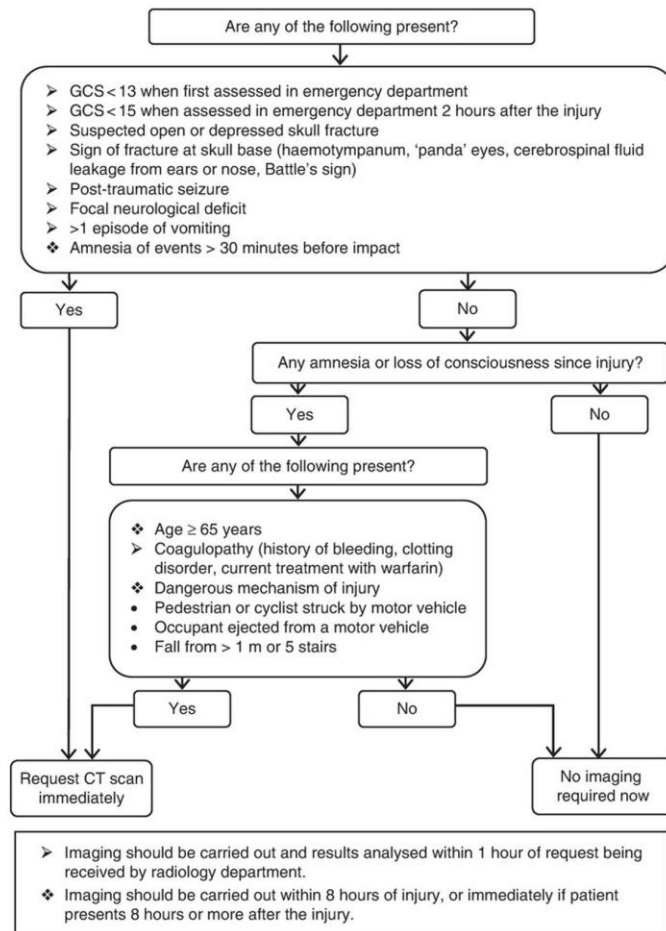 Are any of the following present?
➢ GCS < 13 when first assessed in emergency department
➢ GCS < 15 when assessed in emergency department 2 hours after the injury
➢ Suspected open or depressed skull fracture
➢ Sign of fracture at skull base (haemotympanum, ‘panda’ eyes, cerebrospinal fluid
leakage from ears or nose, Battle’s sign)
➢ Post-traumatic seizure
➢ Focal neurological deficit
➢ >1 episode of vomiting
❖ Amnesia of events > 30 minutes before impact
Yes
No
Any amnesia or loss of consciousness since injury?
Yes
No
Are any of the following present?
❖ Age ≥ 65 years
➢ Coagulopathy (history of bleeding, clotting
disorder, current treatment with warfarin)
❖ Dangerous mechanism of injury
• Pedestrian or cyclist struck by motor vehicle
• Occupant ejected from a motor vehicle
• Fall from > 1 m or 5 stairs
Yes
No
Request CT scan
immediately
No imaging
required now
➢ Imaging should be carried out and results analysed within 1 hour of request being
received by radiology department.
❖ Imaging should be carried out within 8 hours of injury, or immediately if patient
presents 8 hours or more after the injury.